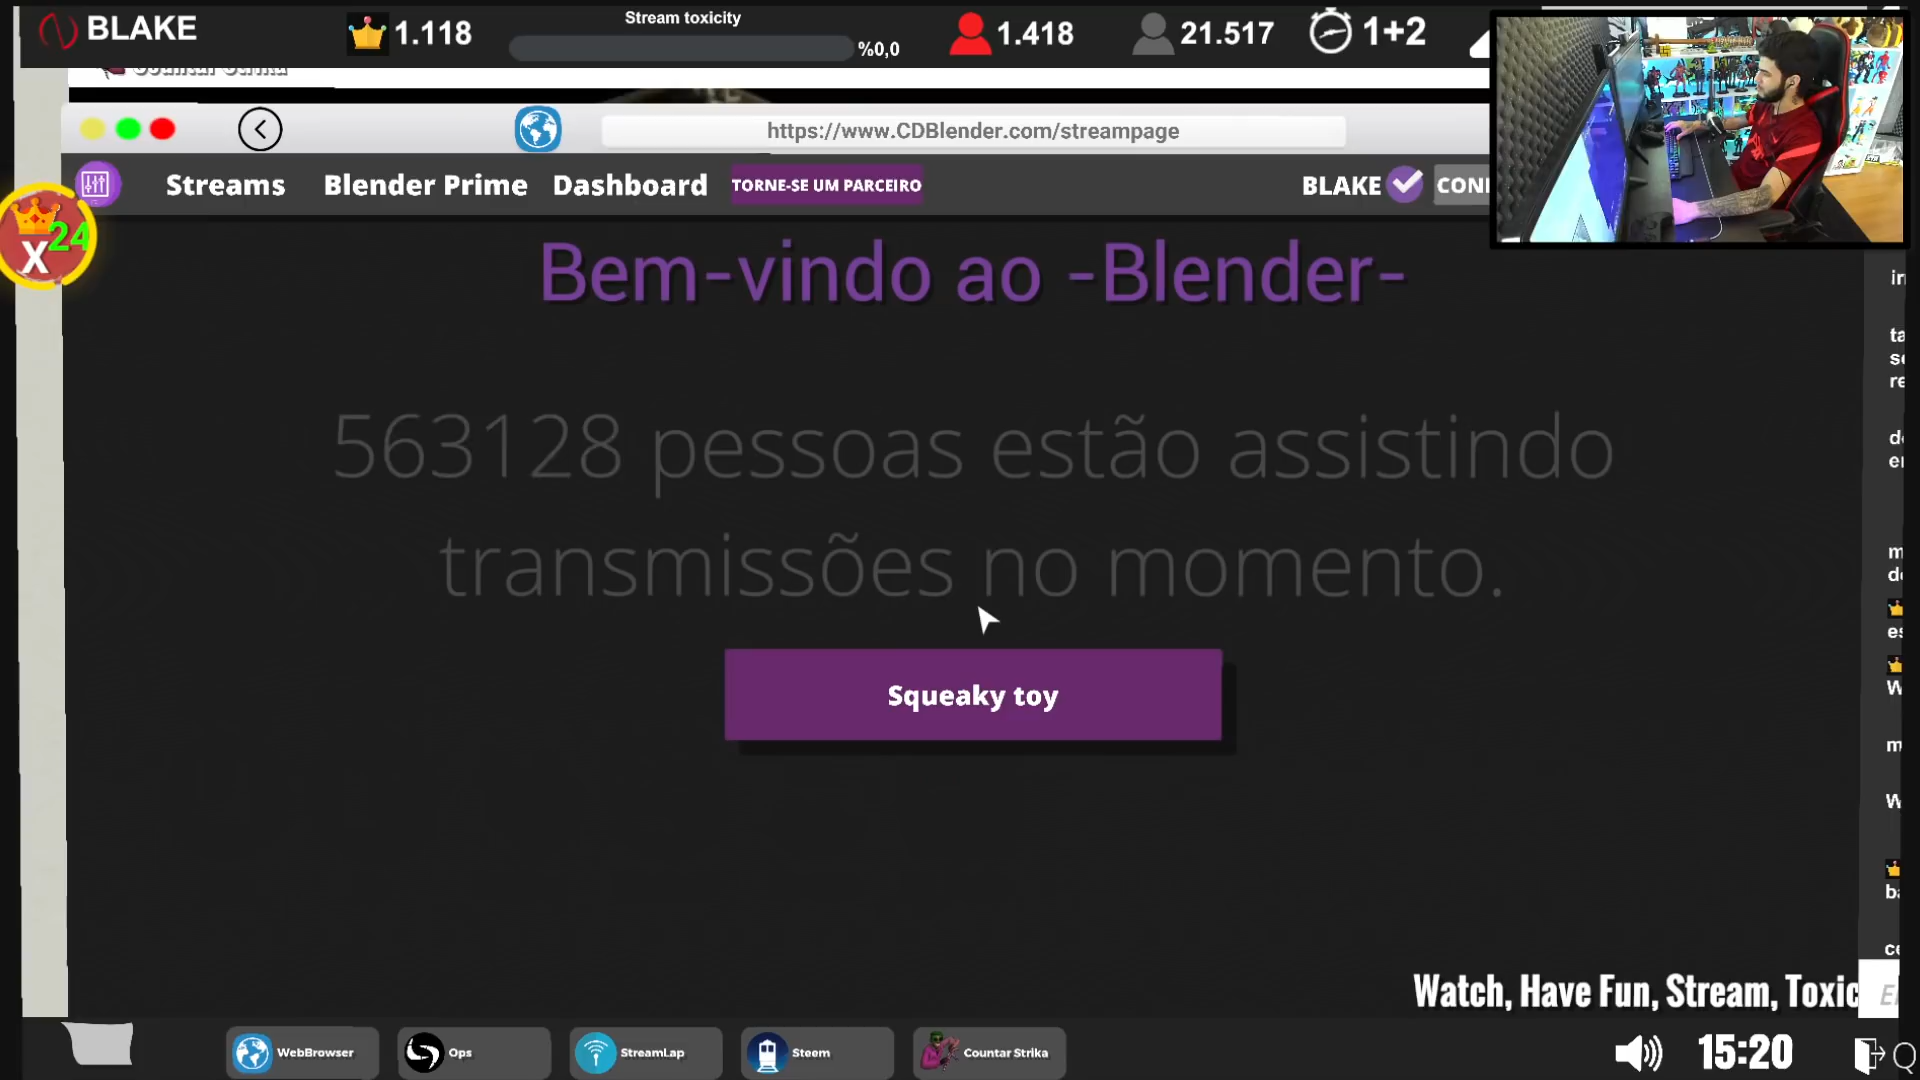 BLAKE
1.118
Stream toxicity
%0,0
1.418
21.517
1+2
Countar Strika
https://www.CDBlender.com/streampage
Streams
Blender Prime
Dashboard
TORNE-SE UM PARCEIRO
BLAKE
X 24
Bem-vindo ao -Blender-
563128 pessoas estão assistindo
transmissões no momento.
Squeaky toy
Watch, Have Fun, Stream, Toxic
WebBrowser
Ops
StreamLap
Steem
Countar Strika
15:20
Q